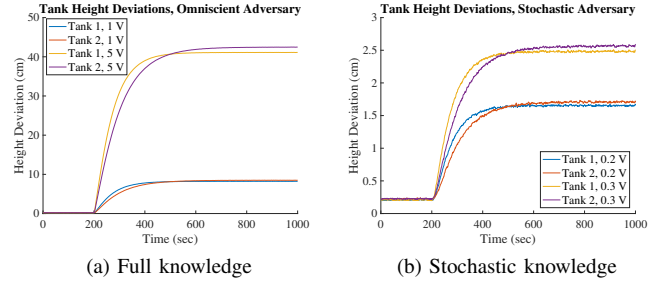 Tank Height Deviations, Omniscient Adversary
Height Deviation (cm)
50
40
30
20
10
0
Tank 1, 1 V
Tank 2, 1 V
Tank 1, 5 V
Tank 2, 5 V
0 200 400 600 800 1000
Time (sec)
(a) Full knowledge
Tank Height Deviations, Stochastic Adversary
Height Deviation (cm)
3
2.5
2
1.5
1
0.5
0
Tank 1, 0.2 V
Tank 2, 0.2 V
Tank 1, 0.3 V
Tank 2, 0.3 V
0 200 400 600 800 1000
Time (sec)
(b) Stochastic knowledge